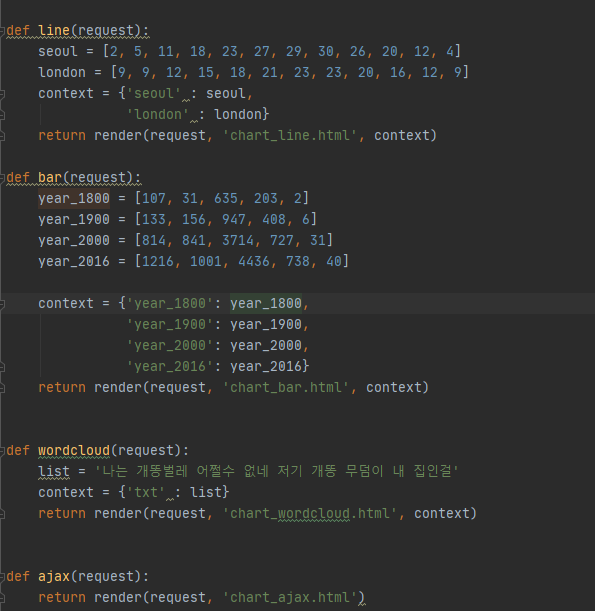 def line(request):
    seoul = [2, 5, 11, 18, 23, 27, 29, 30, 26, 20, 12, 4]
    london = [9, 9, 12, 15, 18, 21, 23, 23, 20, 16, 12, 9]
    context = {'seoul' : seoul,
               'london' : london}
    return render(request, 'chart_line.html', context)
def bar(request):
    year_1800 = [107, 31, 635, 203, 2]
    year_1900 = [133, 156, 947, 408, 6]
    year_2000 = [814, 841, 3714, 727, 31]
    year_2016 = [1216, 1001, 4436, 738, 40]
    context = {'year_1800': year_1800,
               'year_1900': year_1900,
               'year_2000': year_2000,
               'year_2016': year_2016}
    return render(request, 'chart_bar.html', context)
def wordcloud(request):
    list = '나는 개똥벌레 어쩔수 없네 저기 개똥 무덤이 내 집인걸'
    context = {'txt' : list}
    return render(request, 'chart_wordcloud.html', context)
def ajax(request):
    return render(request, 'chart_ajax.html')